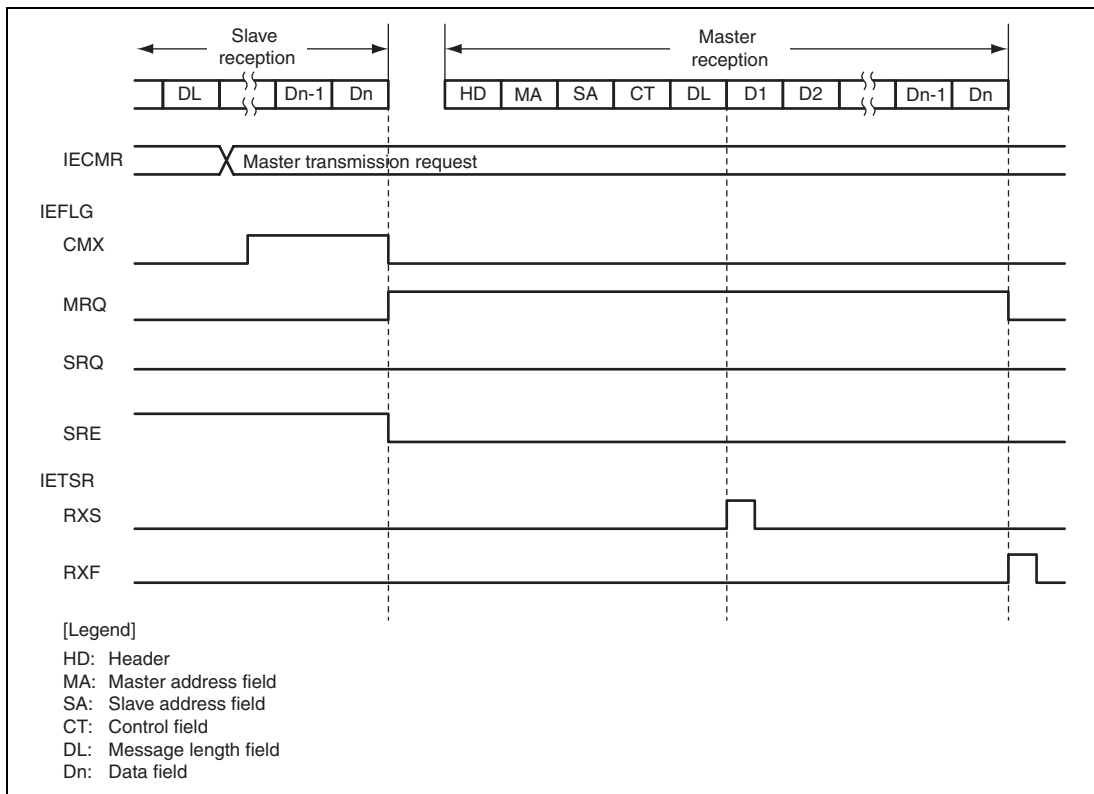 Slave
reception
Master
reception
DL Dn-1 Dn HD MA SA CT DL D1 D2 Dn-1 Dn
IECMR Master transmission request
IEFLG
CMX
MRQ
SRQ
SRE
IETSR
RXS
RXF
[Legend]
HD: Header
MA: Master address field
SA: Slave address field
CT: Control field
DL: Message length field
Dn: Data field